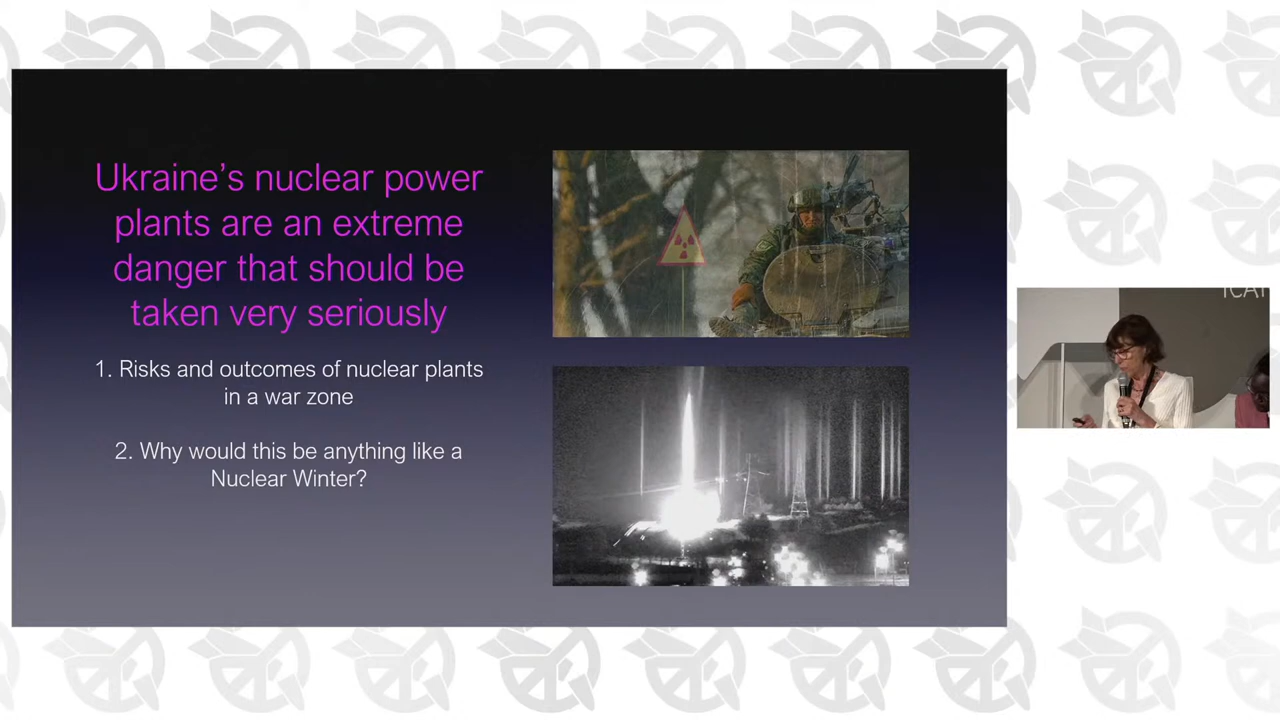 Ukraine’s nuclear power
plants are an extreme
danger that should be
taken very seriously
1. Risks and outcomes of nuclear plants
in a war zone
2. Why would this be anything like a
Nuclear Winter?